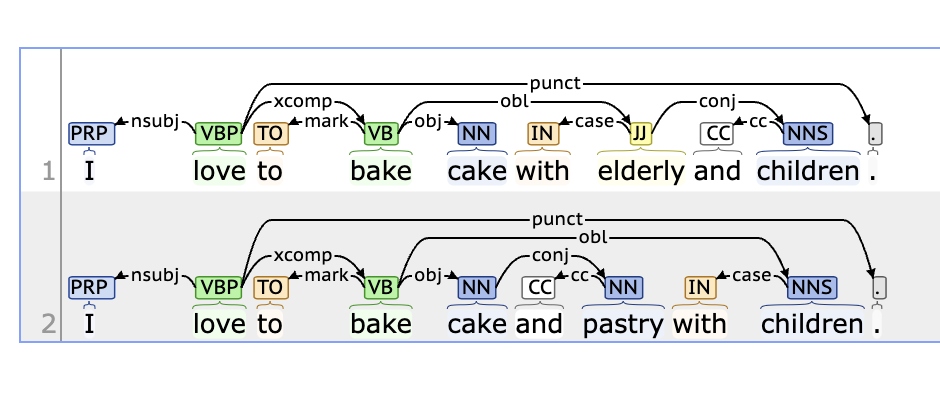 punct
xcomp obl conj
nsubj mark obj case cc
PRP VBP TO VB NN IN JJ CC NNS .
1 I love to bake cake with elderly and children .
punct
obl
xcomp conj
nsubj mark obj cc case
PRP VBP TO VB NN CC NN IN NNS .
2 I love to bake cake and pastry with children .